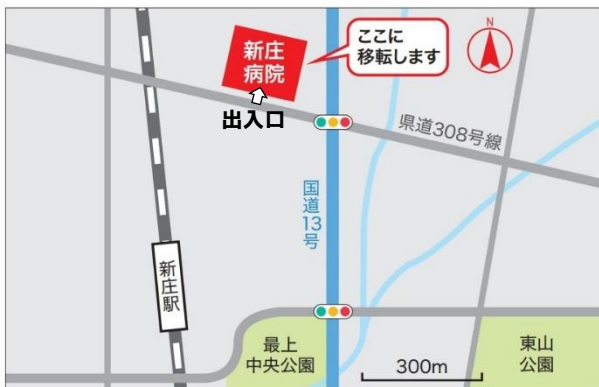 新庄
病院
ここに
移転します
N
出入口
県道308号線
国道13号
新庄駅
最上
中央公園
300m
東山
公園